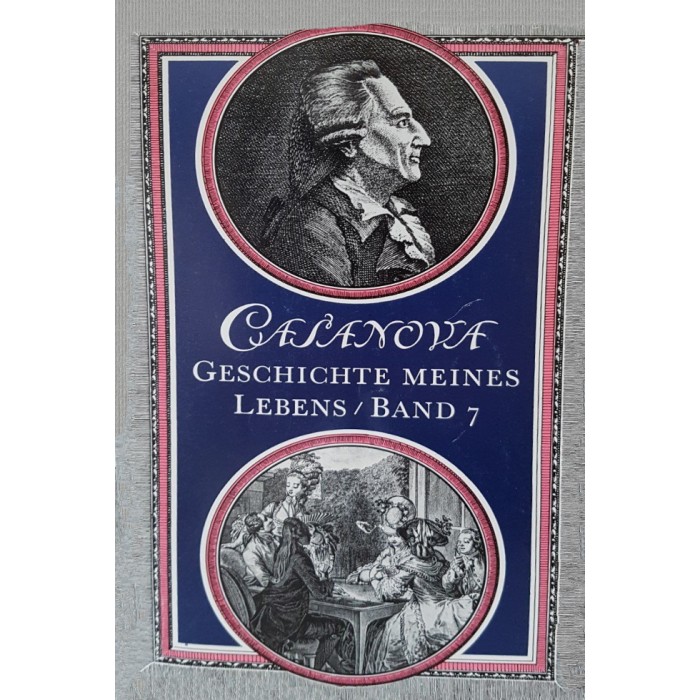 CASANOVA
GESCHICHTE MEINES
LEBENS / BAND 7